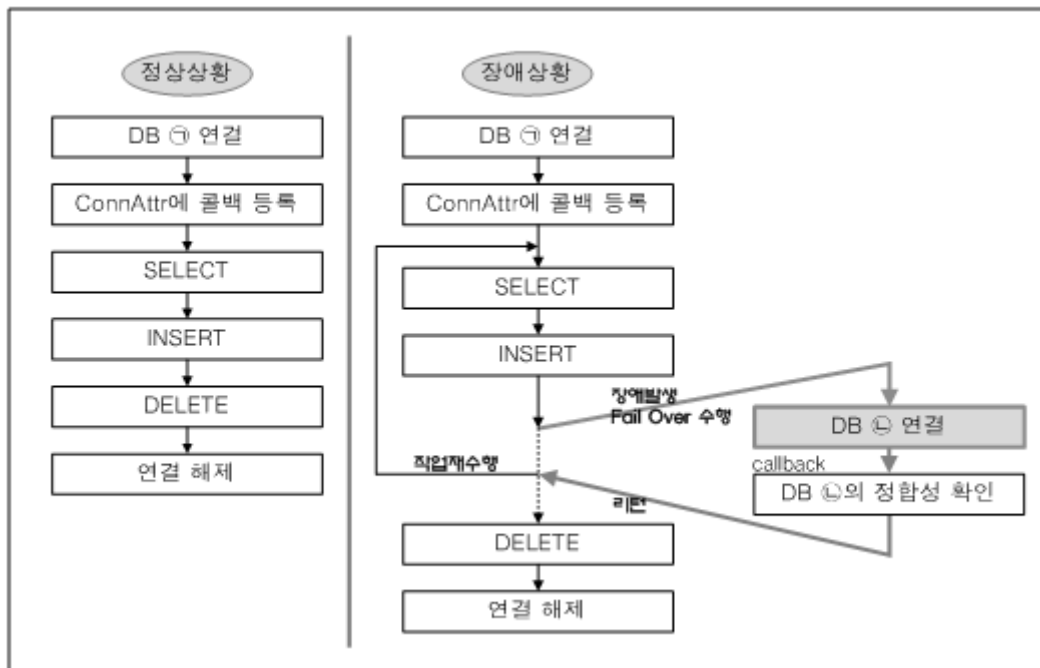 정상상황
DB ㉠ 연결
ConnAttr에 콜백 등록
SELECT
INSERT
DELETE
연결 해제
장애상황
DB ㉠ 연결
ConnAttr에 콜백 등록
SELECT
INSERT
장애발생
Fail Over 수행
DB ㉡ 연결
callback
DB ㉡의 정합성 확인
작업재수행
리턴
DELETE
연결 해제